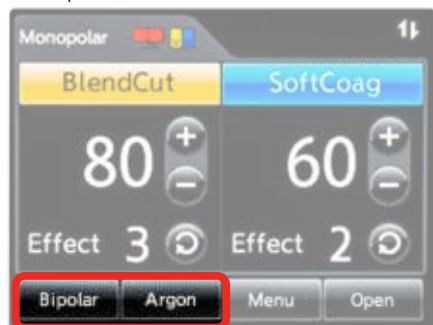 Monopolar
BlendCut SoftCoag
80 + − 60 + −
Effect 3 Effect 2
Bipolar Argon Menu Open